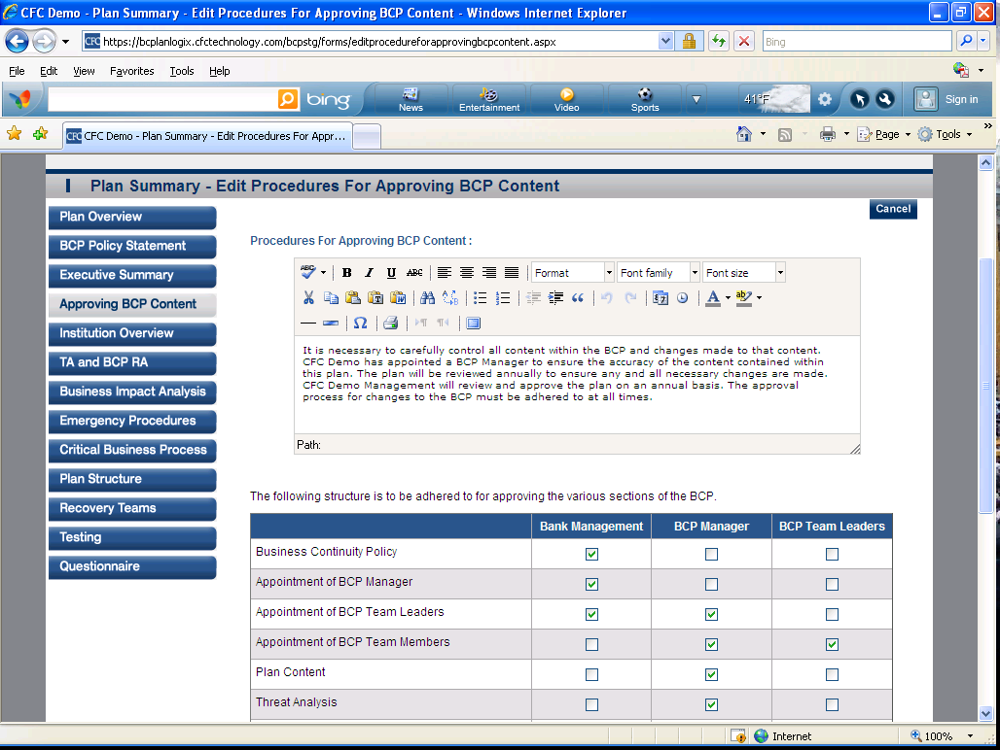 CFC Demo - Plan Summary - Edit Procedures For Approving BCP Content - Windows Internet Explorer
CFC https://bcplanlogix.cfctechnology.com/bcpstg/forms/editprocedureforapprovingbcpcontent.aspx Bing
File Edit View Favorites Tools Help
bing News Entertainment Video Sports 41°F Sign in
CFC CFC Demo - Plan Summary - Edit Procedures For Appr... Page Tools »
Plan Summary - Edit Procedures For Approving BCP Content
Cancel
Plan Overview
BCP Policy Statement
Executive Summary
Approving BCP Content
Institution Overview
TA and BCP RA
Business Impact Analysis
Emergency Procedures
Critical Business Process
Plan Structure
Recovery Teams
Testing
Questionnaire
Procedures For Approving BCP Content :
ABC B I U ABC Format Font family Font size
A ab
It is necessary to carefully control all content within the BCP and changes made to that content.
CFC Demo has appointed a BCP Manager to ensure the accuracy of the content contained within
this plan. The plan will be reviewed annually to ensure any and all necessary changes are made.
CFC Demo Management will review and approve the plan on an annual basis. The approval
process for changes to the BCP must be adhered to at all times.
Path:
The following structure is to be adhered to for approving the various sections of the BCP.
Bank Management BCP Manager BCP Team Leaders
Business Continuity Policy
Appointment of BCP Manager
Appointment of BCP Team Leaders
Appointment of BCP Team Members
Plan Content
Threat Analysis
Internet 100%